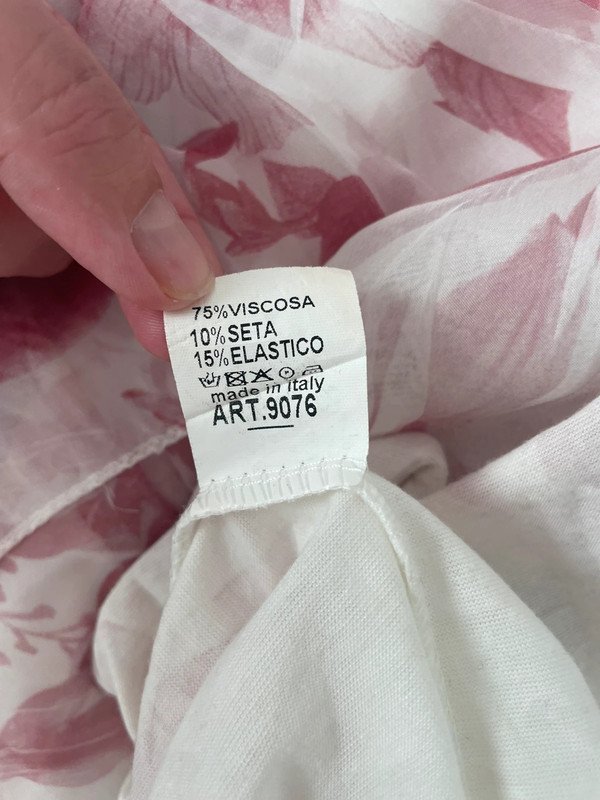 75%VISCOSA
10%SETA
15%ELASTICO
made in italy
ART.9076